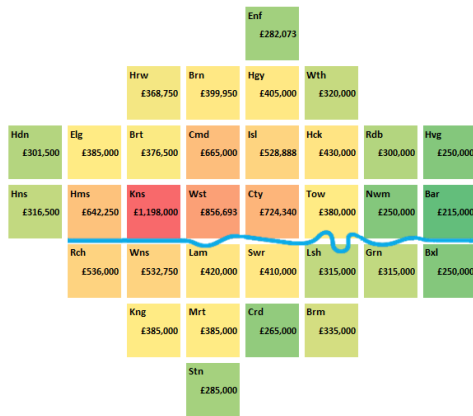 Enf
£282,073
Hrw Brn Hgy Wth
£368,750 £399,950 £405,000 £320,000
Hdn Elg Brt Cmd Isl Hck Rdb Hvg
£301,500 £385,000 £376,500 £665,000 £528,888 £430,000 £300,000 £250,000
Hns Hms Kns Wst Cty Tow Nwm Bar
£316,500 £642,250 £1,198,000 £856,693 £724,340 £380,000 £250,000 £215,000
Rch Wns Lam Swr Lsh Grn Bxl
£536,000 £532,750 £420,000 £410,000 £315,000 £315,000 £250,000
Kng Mrt Crd Brm
£385,000 £385,000 £265,000 £335,000
Stn
£285,000